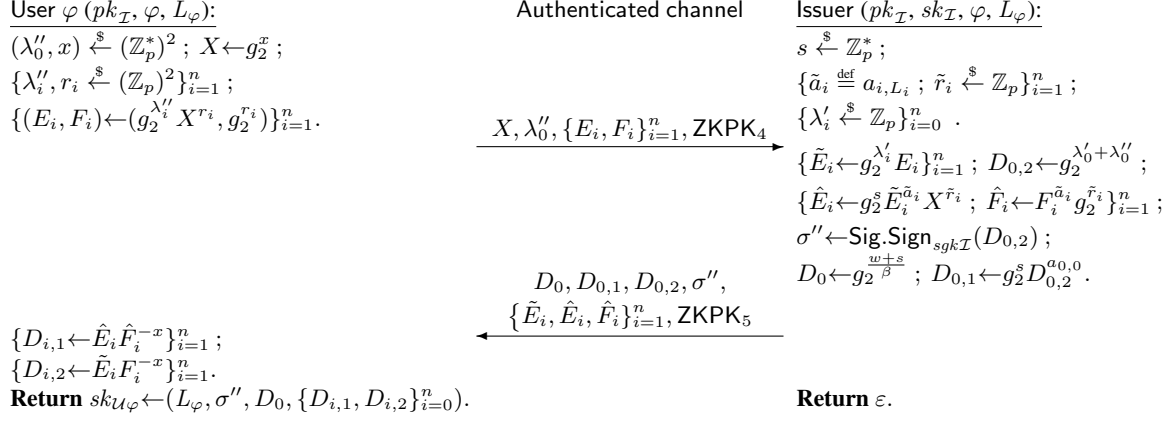 User φ (pk_ℐ, φ, L_φ):
Authenticated channel
Issuer (pk_ℐ, sk_ℐ, φ, L_φ):
(λ''_0, x) ←$ (ℤ*_p)^2 ; X←g_2^x ;
{λ''_i, r_i ←$ (ℤ_p)^2}_{i=1}^n ;
{(E_i, F_i)←(g_2^{λ''_i} X^{r_i}, g_2^{r_i})}_{i=1}^n.
X, λ''_0, {E_i, F_i}_{i=1}^n, ZKPK_4
s ←$ ℤ*_p ;
{ã_i def= a_{i,L_i} ; r̃_i ←$ ℤ_p}_{i=1}^n ;
{λ'_i ←$ ℤ_p}_{i=0}^n .
{Ẽ_i←g_2^{λ'_i} E_i}_{i=1}^n ; D_{0,2}←g_2^{λ'_0+λ''_0} ;
{Ê_i←g_2^s Ẽ_i^{ã_i} X^{r̃_i} ; F̂_i←F_i^{ã_i} g_2^{r̃_i}}_{i=1}^n ;
σ''←Sig.Sign_{sgkℐ}(D_{0,2}) ;
D_0←g_2^{\frac{w+s}{β}} ; D_{0,1}←g_2^s D_{0,2}^{a_{0,0}}.
D_0, D_{0,1}, D_{0,2}, σ'',
{Ẽ_i, Ê_i, F̂_i}_{i=1}^n, ZKPK_5
{D_{i,1}←Ê_i F̂_i^{-x}}_{i=1}^n ;
{D_{i,2}←Ẽ_i F_i^{-x}}_{i=1}^n.
Return sk_{𝒰φ}←(L_φ, σ'', D_0, {D_{i,1}, D_{i,2}}_{i=0}^n).
Return ε.